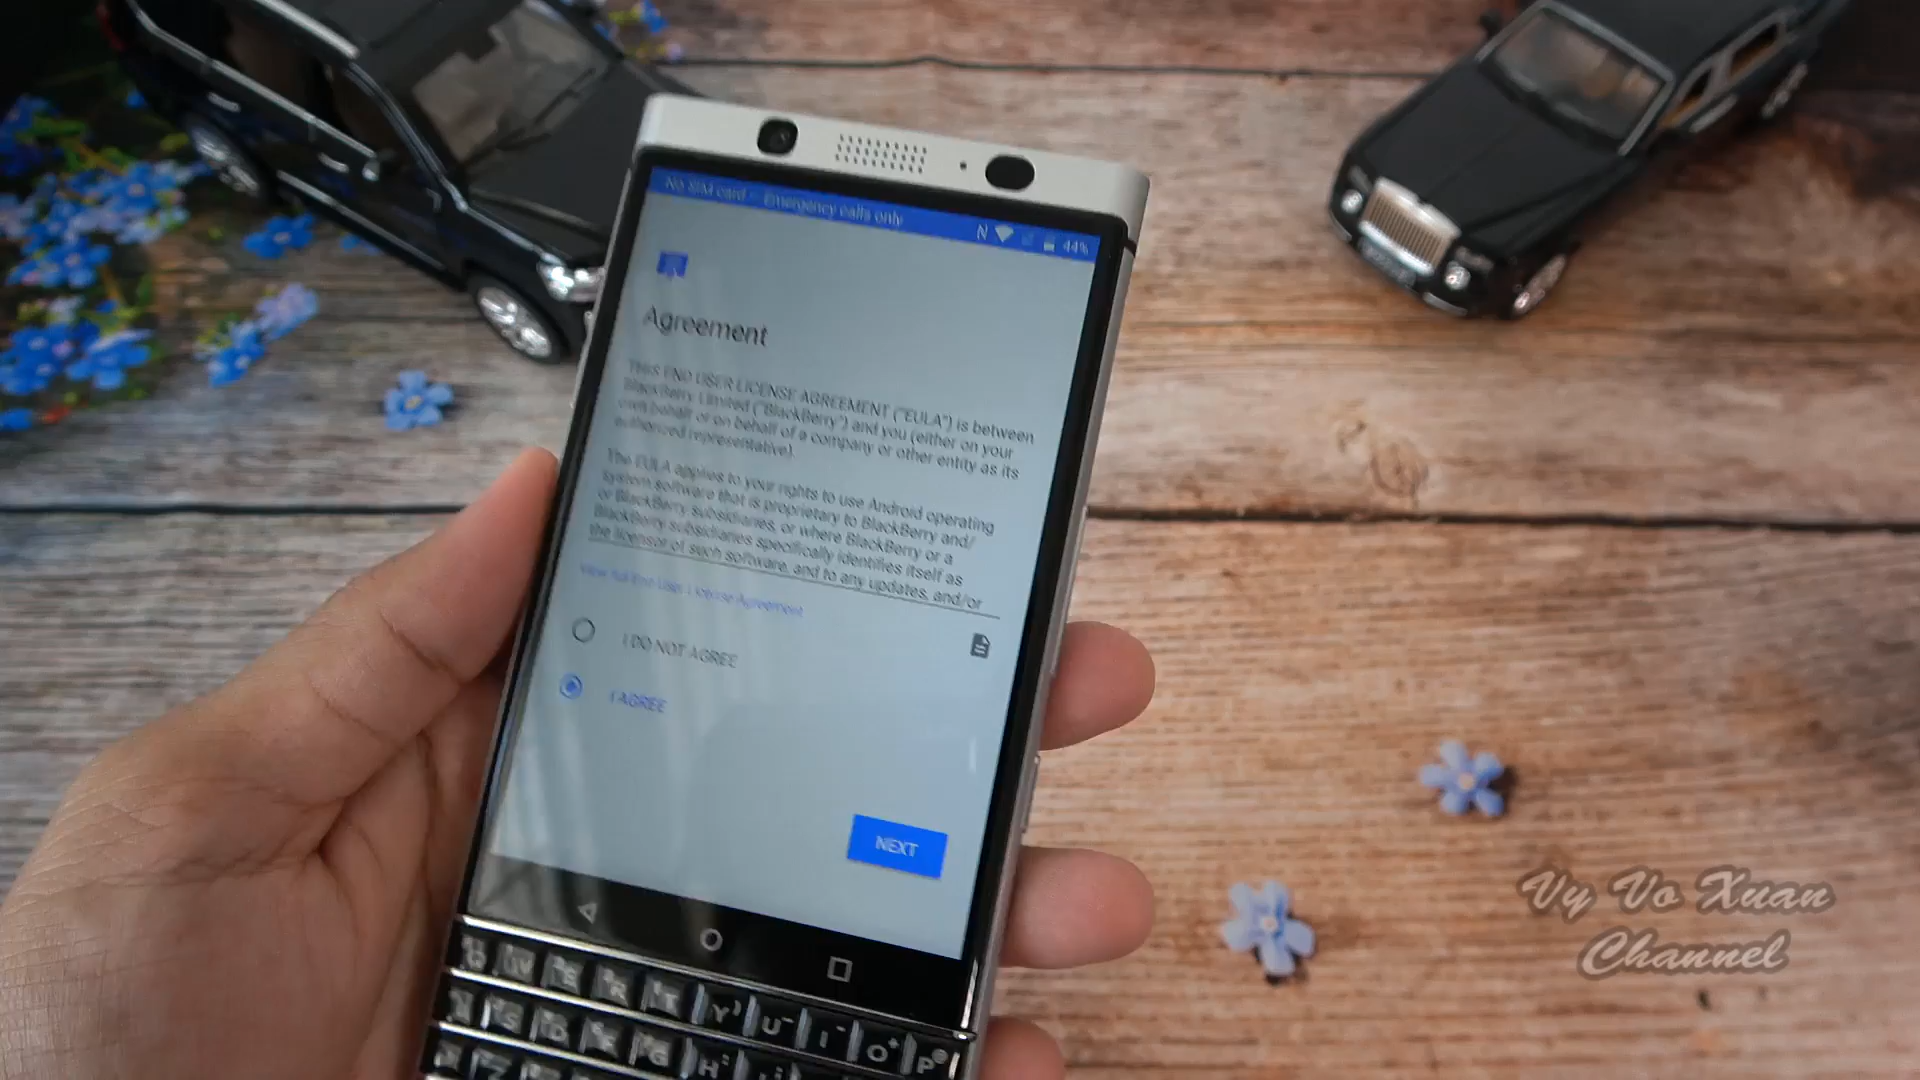 No SIM card – Emergency calls only
N 44%
Agreement
THIS END USER LICENSE AGREEMENT ("EULA") is between
BlackBerry Limited ("BlackBerry") and you (either on your
own behalf or on behalf of a company or other entity as its
authorized representative).
The EULA applies to your rights to use Android operating
system software that is proprietary to BlackBerry and/
or BlackBerry subsidiaries, or where BlackBerry or a
BlackBerry subsidiaries specifically identifies itself as
the licensor of such software, and to any updates, and/or
View full End User License Agreement
I DO NOT AGREE
I AGREE
NEXT
E R Y U I O P
S D G H
Vy Vo Xuan
Channel